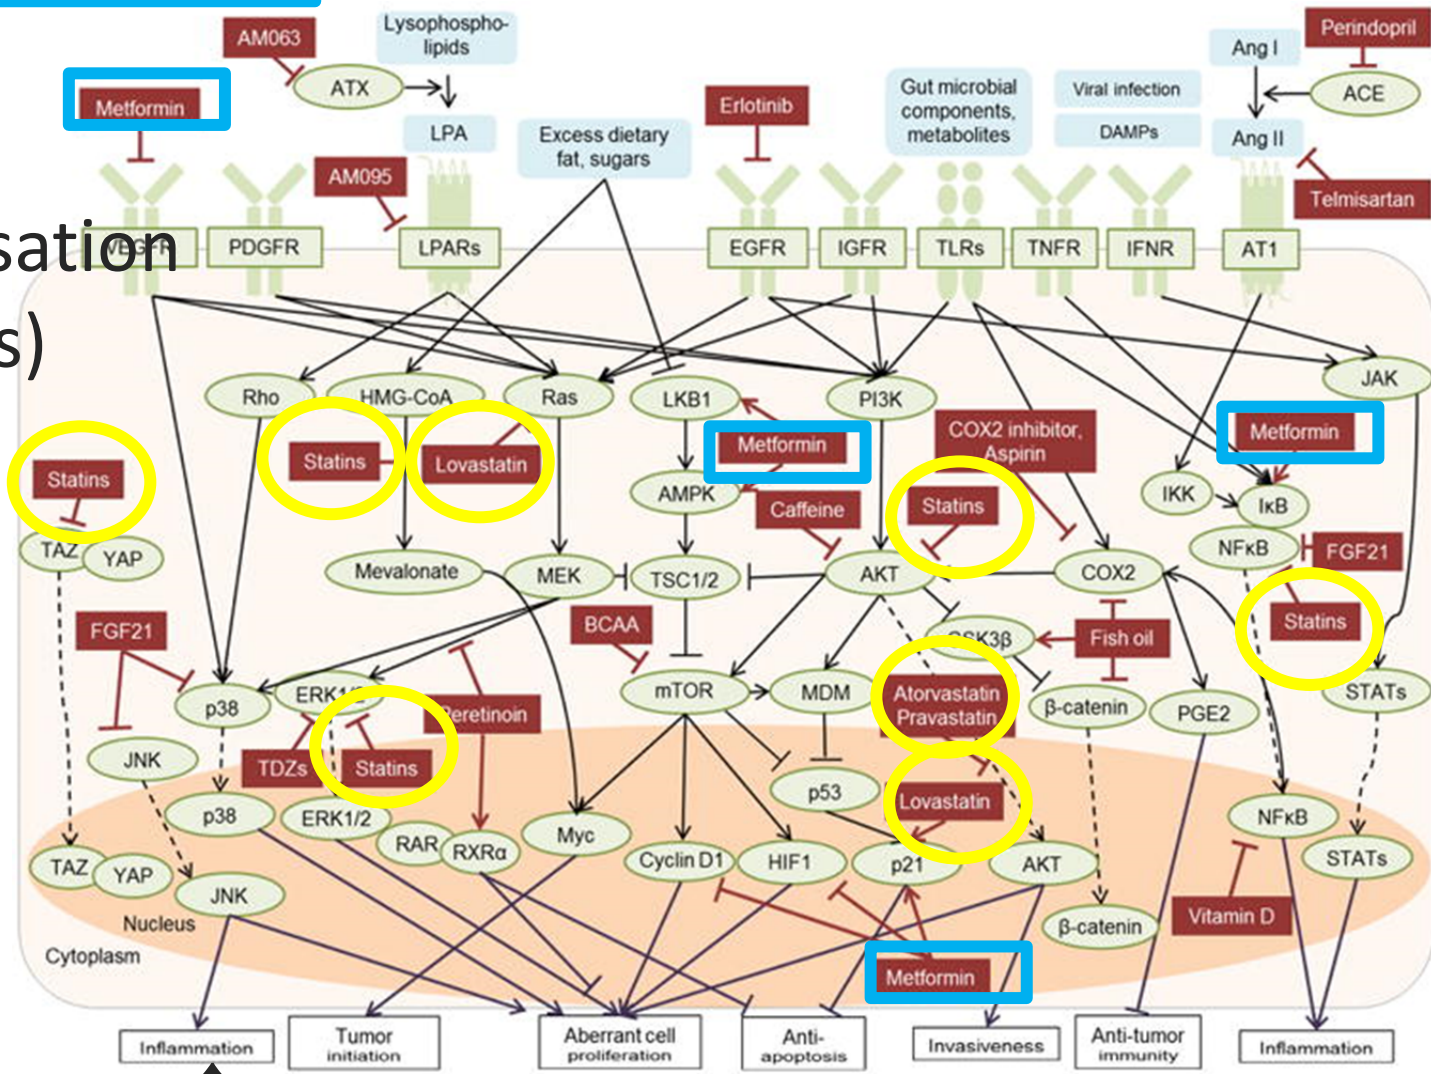 AM063
Lysophospho-
lipids
Perindopril
Ang I
Metformin
ATX
Erlotinib
Gut microbial
components,
metabolites
Viral infection
ACE
LPA
Excess dietary
fat, sugars
DAMPs
Ang II
AM095
Telmisartan
sation
VEGFR
PDGFR
LPARs
EGFR
IGFR
TLRs
TNFR
IFNR
AT1
s)
Rho
HMG-CoA
Ras
LKB1
PI3K
JAK
Statins
Statins
Lovastatin
Metformin
COX2 inhibitor,
Aspirin
Metformin
AMPK
Caffeine
Statins
IKK
IκB
TAZ
YAP
Mevalonate
MEK
TSC1/2
AKT
COX2
NFκB
FGF21
FGF21
BCAA
GSK3β
Fish oil
Statins
p38
ERK1/2
Peretinoin
mTOR
MDM
Atorvastatin
Pravastatin
β-catenin
PGE2
STATs
JNK
TDZs
Statins
p53
Lovastatin
p38
ERK1/2
RAR
RXRα
Myc
Cyclin D1
HIF1
p21
AKT
NFκB
STATs
TAZ
YAP
JNK
Nucleus
Cytoplasm
β-catenin
Vitamin D
Metformin
Inflammation
Tumor
initiation
Aberrant cell
proliferation
Anti-
apoptosis
Invasiveness
Anti-tumor
immunity
Inflammation